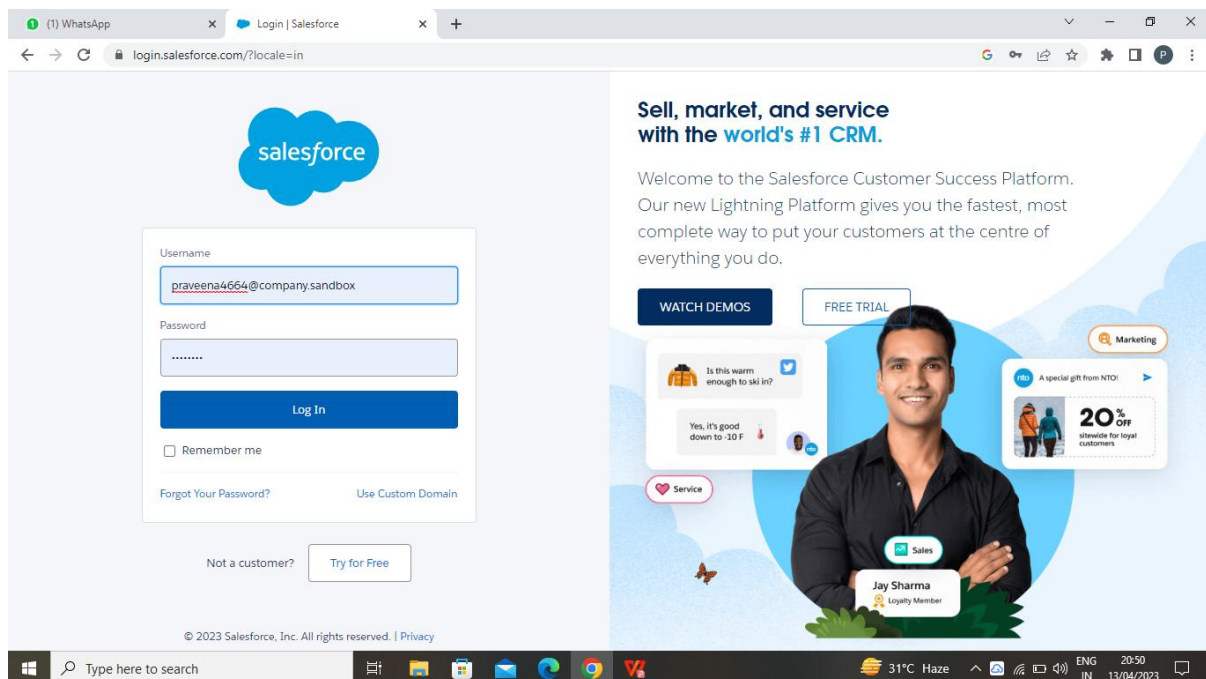 (1) WhatsApp
Login | Salesforce
login.salesforce.com/?locale=in
P
salesforce
Username
praveena4664@company.sandbox
Password
........
Log In
Remember me
Forgot Your Password?
Use Custom Domain
Not a customer?
Try for Free
© 2023 Salesforce, Inc. All rights reserved. | Privacy
Sell, market, and service
with the world's #1 CRM.
Welcome to the Salesforce Customer Success Platform.
Our new Lightning Platform gives you the fastest, most
complete way to put your customers at the centre of
everything you do.
WATCH DEMOS
FREE TRIAL
Marketing
Is this warm
enough to ski in?
Yes, it's good
down to -10 F
nto
nto
A special gift from NTO!
20% OFF
sitewide for loyal
customers
Service
Sales
Jay Sharma
Loyalty Member
Type here to search
31°C Haze
ENG
IN
20:50
13/04/2023